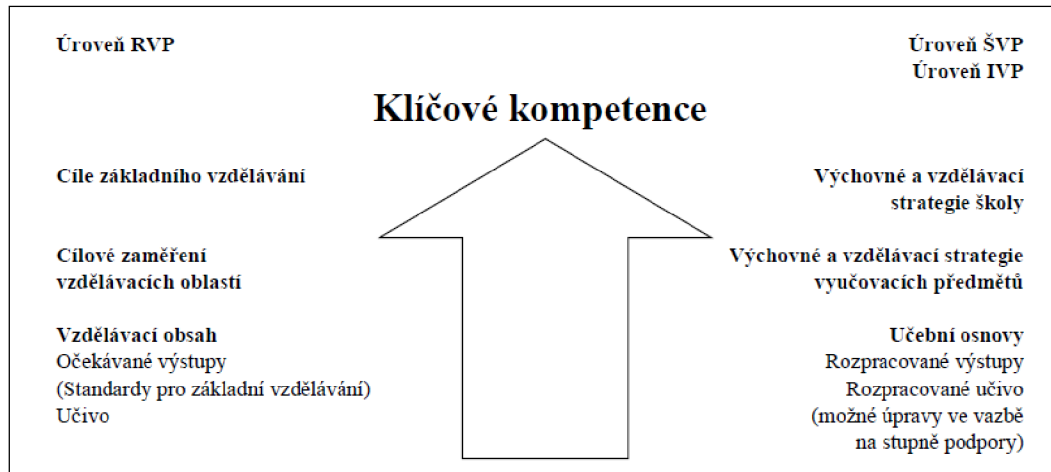 Úroveň RVP
Úroveň ŠVP
Úroveň IVP
Klíčové kompetence
Cíle základního vzdělávání
Výchovné a vzdělávací
strategie školy
Cílové zaměření
vzdělávacích oblastí
Výchovné a vzdělávací strategie
vyučovacích předmětů
Vzdělávací obsah
Očekávané výstupy
(Standardy pro základní vzdělávání)
Učivo
Učební osnovy
Rozpracované výstupy
Rozpracované učivo
(možné úpravy ve vazbě
na stupně podpory)